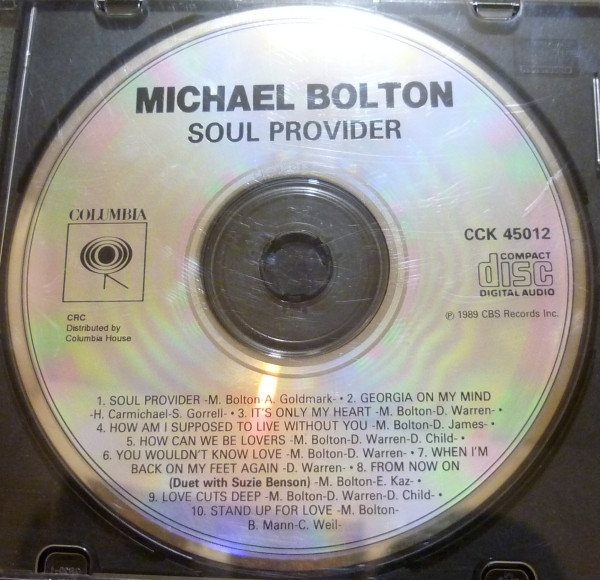 MICHAEL BOLTON
SOUL PROVIDER
COLUMBIA
CRC
Distributed by
Columbia House
CCK 45012
COMPACT
disc
DIGITAL AUDIO
℗ 1989 CBS Records Inc.
1. SOUL PROVIDER -M. Bolton A. Goldmark- • 2. GEORGIA ON MY MIND
-H. Carmichael-S. Gorrell- • 3. IT'S ONLY MY HEART -M. Bolton-D. Warren- •
4. HOW AM I SUPPOSED TO LIVE WITHOUT YOU -M. Bolton-D. James- •
5. HOW CAN WE BE LOVERS -M. Bolton-D. Warren-D. Child- •
6. YOU WOULDN'T KNOW LOVE -M. Bolton-D. Warren- • 7. WHEN I'M
BACK ON MY FEET AGAIN -D. Warren- • 8. FROM NOW ON
(Duet with Suzie Benson) -M. Bolton-E. Kaz- •
9. LOVE CUTS DEEP -M. Bolton-D. Warren-D. Child- •
10. STAND UP FOR LOVE -M. Bolton-
B. Mann-C. Weil-